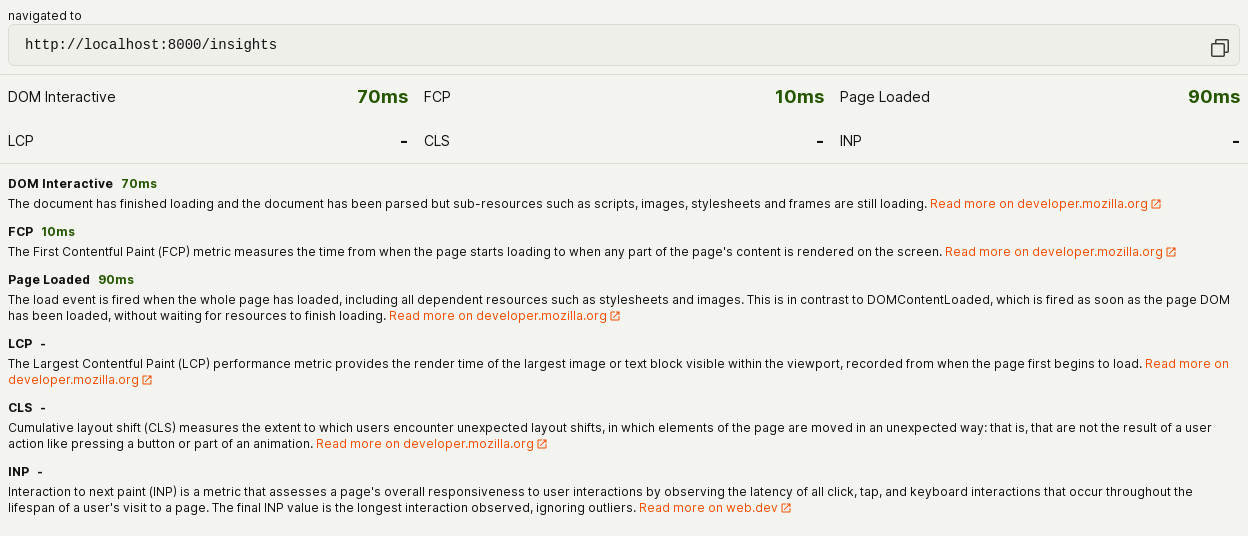 navigated to
http://localhost:8000/insights
DOM Interactive 70ms FCP 10ms Page Loaded 90ms
LCP - CLS - INP -
DOM Interactive 70ms
The document has finished loading and the document has been parsed but sub-resources such as scripts, images, stylesheets and frames are still loading. Read more on developer.mozilla.org
FCP 10ms
The First Contentful Paint (FCP) metric measures the time from when the page starts loading to when any part of the page's content is rendered on the screen. Read more on developer.mozilla.org
Page Loaded 90ms
The load event is fired when the whole page has loaded, including all dependent resources such as stylesheets and images. This is in contrast to DOMContentLoaded, which is fired as soon as the page DOM
has been loaded, without waiting for resources to finish loading. Read more on developer.mozilla.org
LCP -
The Largest Contentful Paint (LCP) performance metric provides the render time of the largest image or text block visible within the viewport, recorded from when the page first begins to load. Read more on
developer.mozilla.org
CLS -
Cumulative layout shift (CLS) measures the extent to which users encounter unexpected layout shifts, in which elements of the page are moved in an unexpected way: that is, that are not the result of a user
action like pressing a button or part of an animation. Read more on developer.mozilla.org
INP -
Interaction to next paint (INP) is a metric that assesses a page's overall responsiveness to user interactions by observing the latency of all click, tap, and keyboard interactions that occur throughout the
lifespan of a user's visit to a page. The final INP value is the longest interaction observed, ignoring outliers. Read more on web.dev